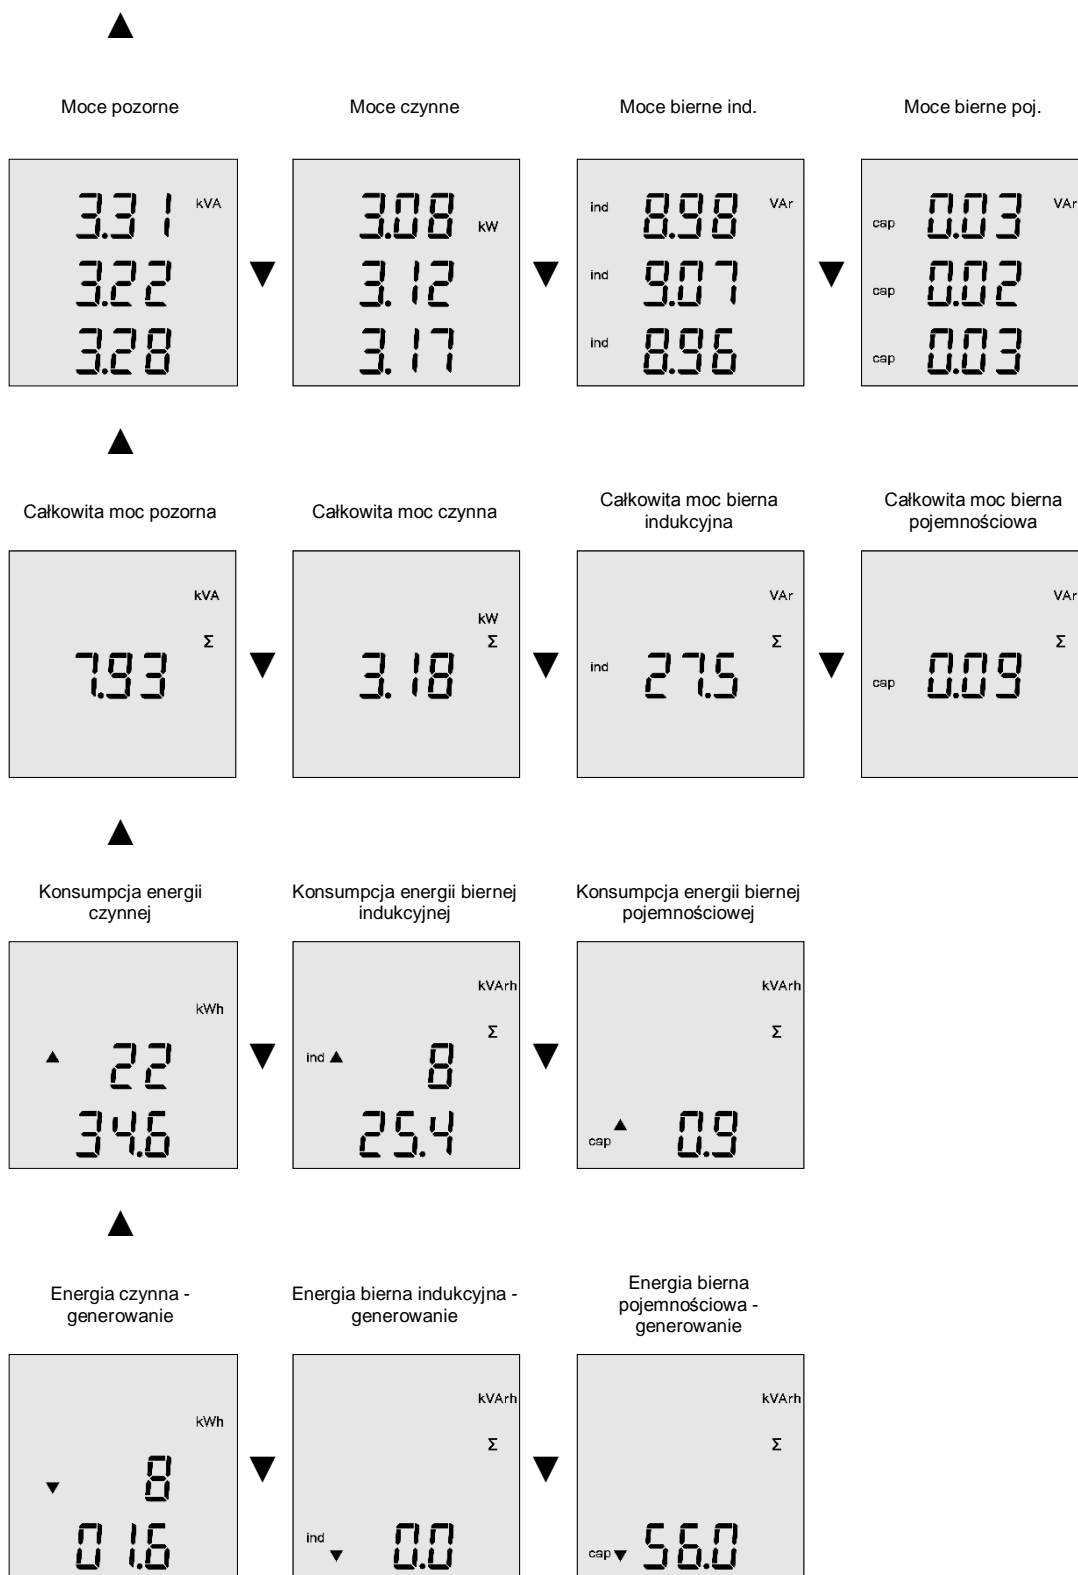 ▲
Moce pozorne Moce czynne Moce bierne ind. Moce bierne poj.
3.31 kVA 3.08 kW ind 8.98 VAr cap 0.03 VAr
3.22 ▼ 3.12 ▼ ind 9.07 ▼ cap 0.02
3.28 3.17 ind 8.96 cap 0.03
▲
Całkowita moc pozorna Całkowita moc czynna Całkowita moc bierna indukcyjna Całkowita moc bierna pojemnościowa
kVA kW VAr VAr
Σ Σ Σ Σ
7.93 ▼ 3.18 ▼ ind 27.5 ▼ cap 0.09
▲
Konsumpcja energii Konsumpcja energii biernej Konsumpcja energii biernej
czynnej indukcyjnej pojemnościowej
kWh kVArh kVArh
Σ Σ
▲ 22 ▼ ind ▲ 8 ▼
34.6 25.4 cap ▲ 0.9
▲
Energia czynna - Energia bierna indukcyjna - Energia bierna
generowanie generowanie pojemnościowa -
generowanie
kWh kVArh kVArh
Σ Σ
▼ 8 ▼ ▼
01.6 ind ▼ 0.0 cap ▼ 56.0